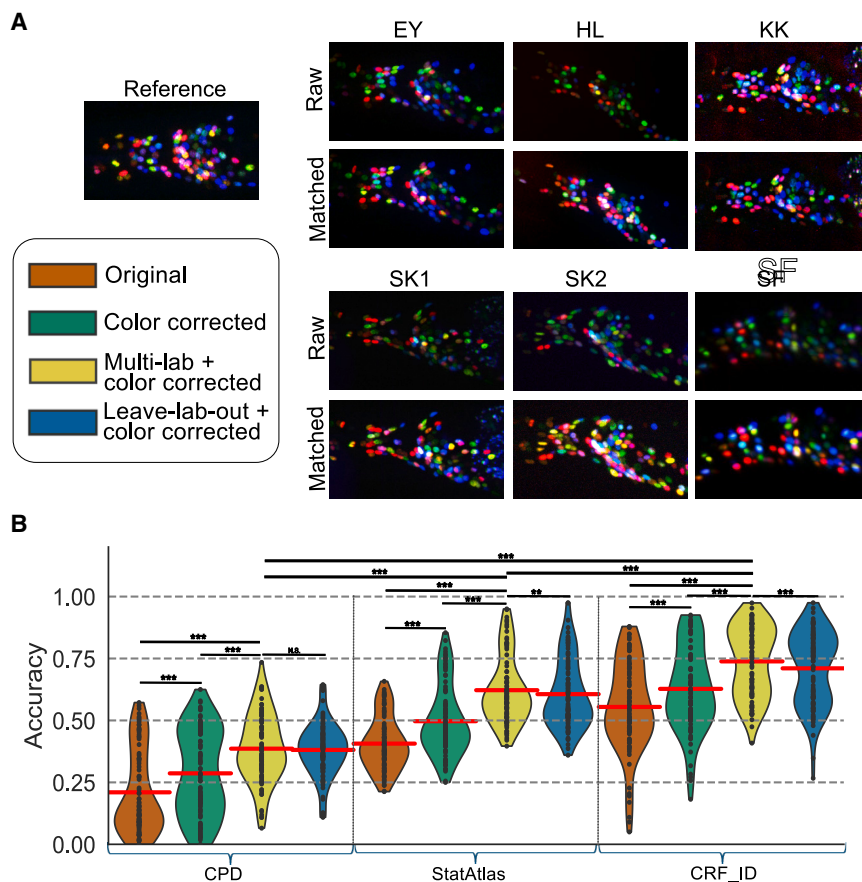 A
Reference
EY
HL
KK
Raw
Matched
SK1
SK2
SF
SF
Raw
Matched
Original
Color corrected
Multi-lab +
color corrected
Leave-lab-out +
color corrected
B
***
***
***
***
***
***
***
***
**
***
***
***
***
***
N.S.
***
1.00
0.75
0.50
0.25
0.00
Accuracy
CPD
StatAtlas
CRF_ID